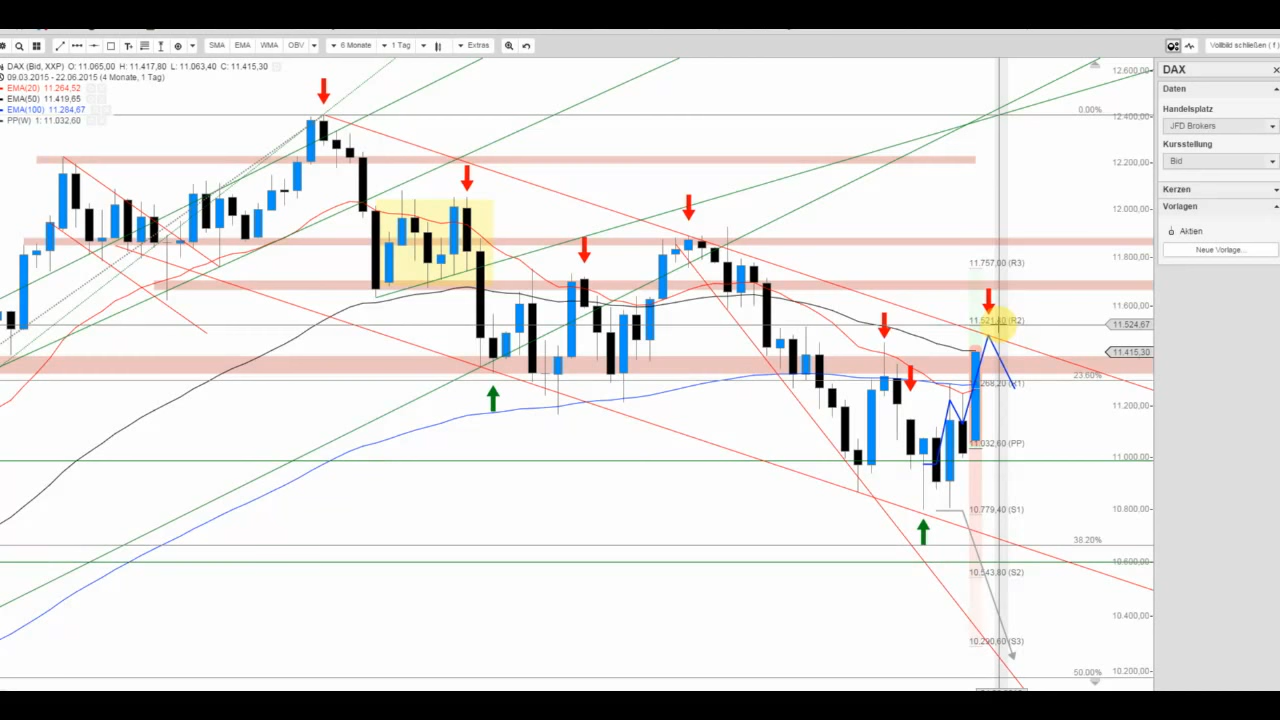 SMA EMA WMA OBV 6 Monate 1 Tag Extras Vollbild schließen ( f )
DAX (Bid, XXP) O: 11.065,00 H: 11.417,80 L: 11.063,40 C: 11.415,30
09.03.2015 - 22.06.2015 (4 Monate, 1 Tag)
EMA(20) 11.264,52
EMA(50) 11.419,65
EMA(100) 11.284,67
PP(W) 1: 11.032,60
0.00%
11.757,00 (R3)
11.521,40 (R2)
23.60%
11.268,20 (R1)
11.032,60 (PP)
10.779,40 (S1)
38.20%
10.543,80 (S2)
10.290,60 (S3)
50.00%
12.600,00
12.400,00
12.200,00
12.000,00
11.800,00
11.600,00
11.524,67
11.415,30
11.200,00
11.000,00
10.800,00
10.600,00
10.400,00
10.200,00
DAX
Daten
Handelsplatz
JFD Brokers
Kursstellung
Bid
Kerzen
Vorlagen
Aktien
Neue Vorlage...